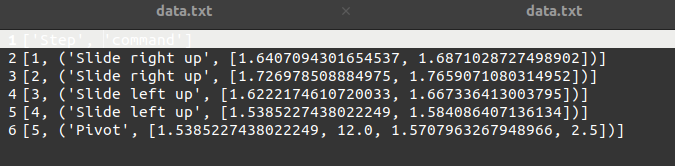 data.txt × data.txt
1 ['Step', 'command']
2 [1, ('Slide right up', [1.6407094301654537, 1.6871028727498902])]
3 [2, ('Slide right up', [1.726978508884975, 1.7659071080314952])]
4 [3, ('Slide left up', [1.6222174610720033, 1.667336413003795])]
5 [4, ('Slide left up', [1.5385227438022249, 1.584086407136134])]
6 [5, ('Pivot', [1.5385227438022249, 12.0, 1.5707963267948966, 2.5])]